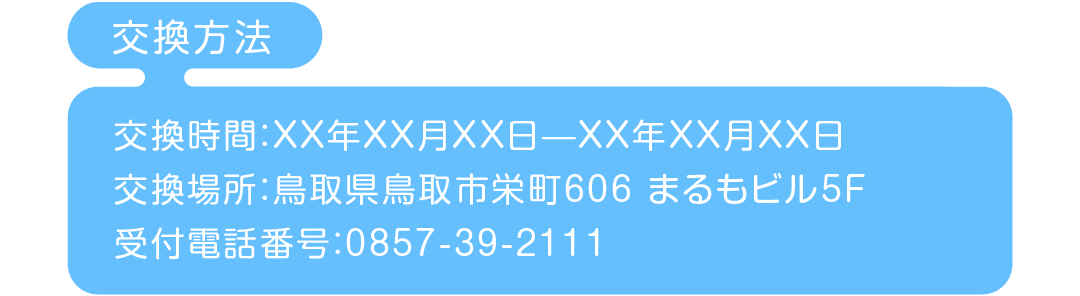 交換方法
交換時間：XX年XX月XX日—XX年XX月XX日
交換場所：鳥取県鳥取市栄町606 まるもビル5F
受付電話番号：0857-39-2111